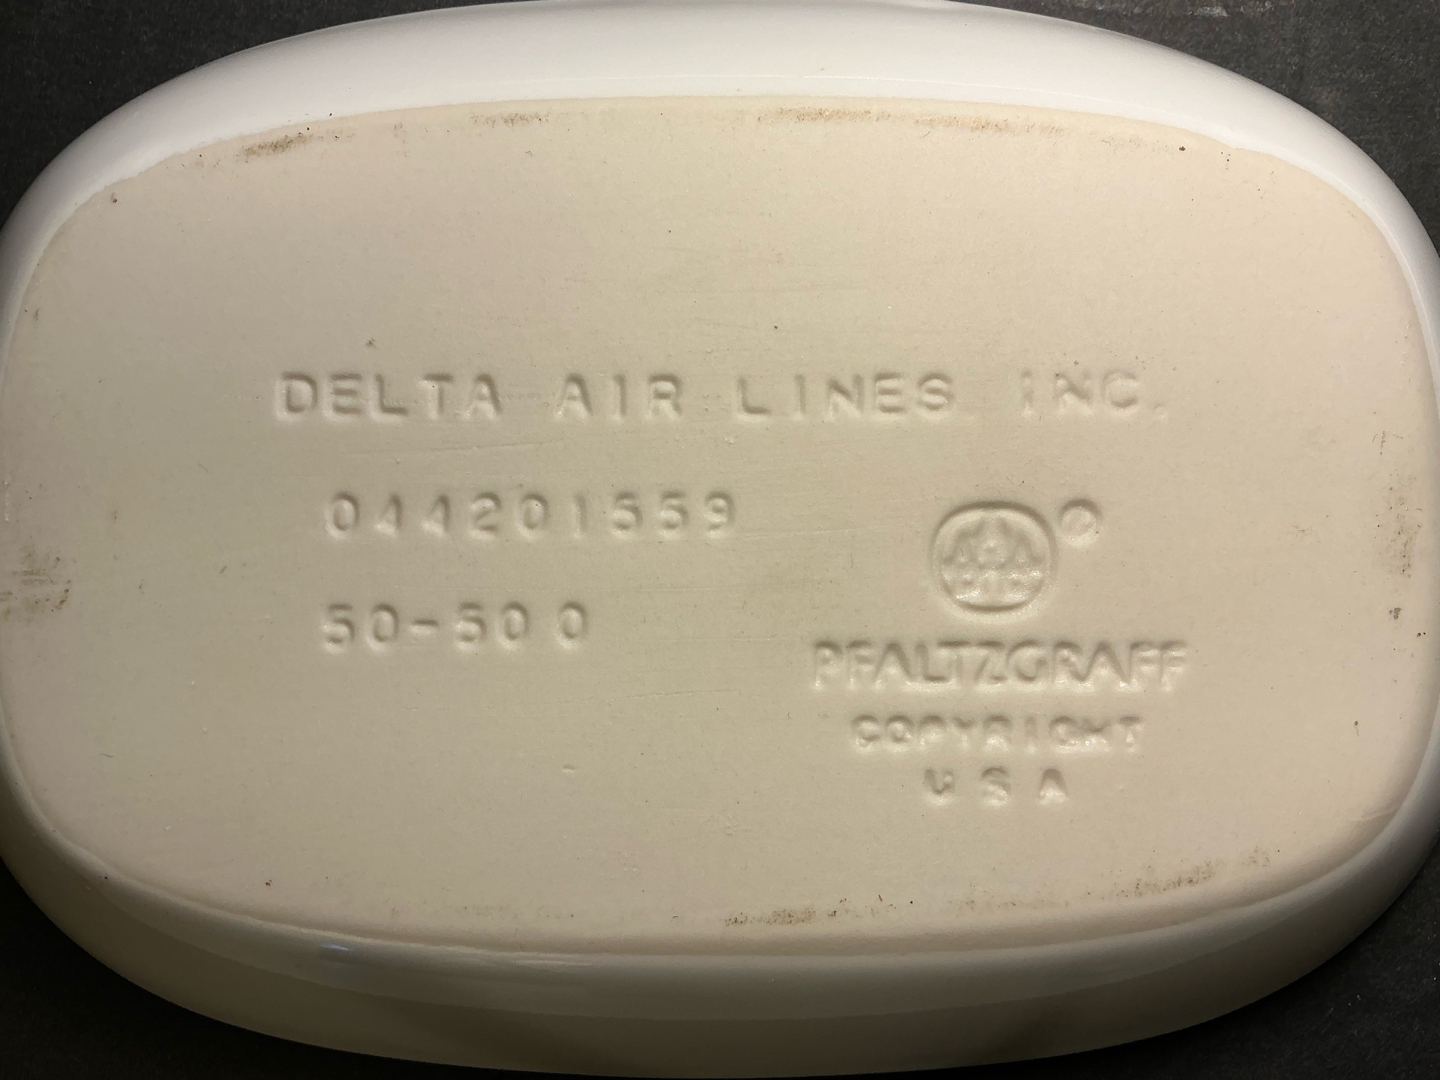 DELTA AIR LINES INC.
044201559
50-500
®
PFALTZGRAFF
COPYRIGHT
USA